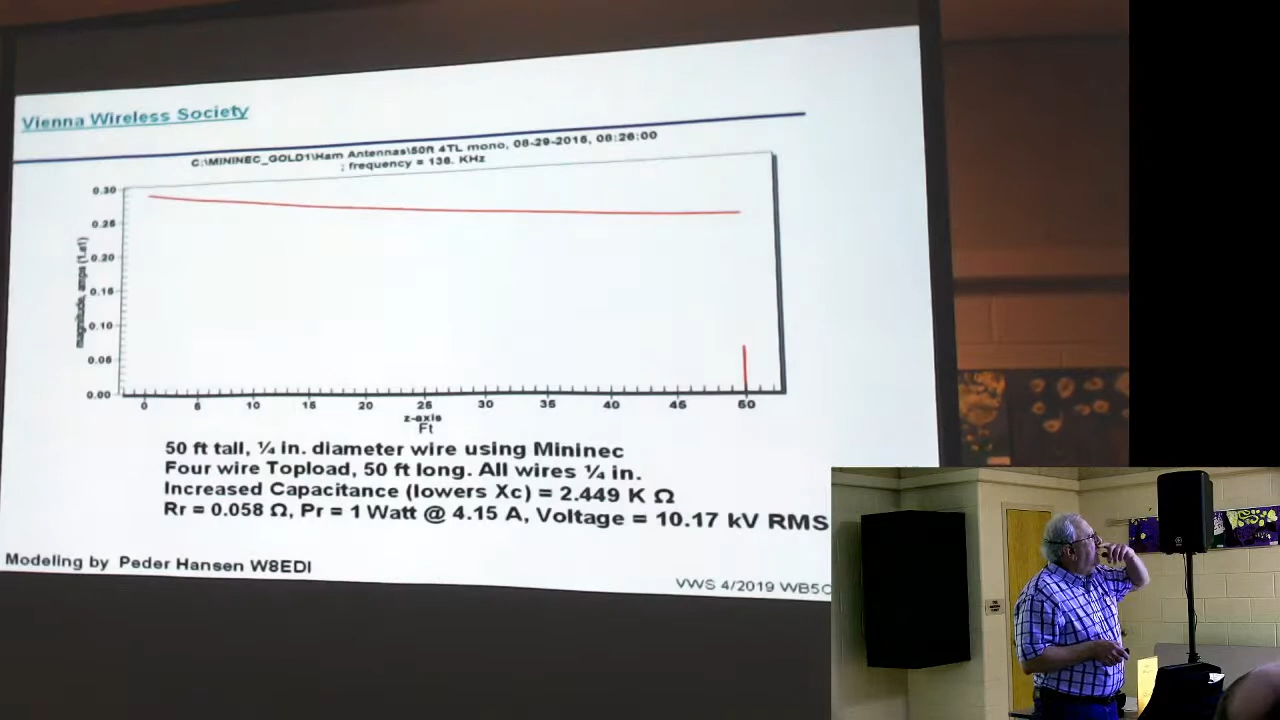 Vienna Wireless Society
C:\MININEC_GOLD1\Ham Antennas\50ft 4TL mono, 08-29-2016, 08:26:00
; frequency = 136. KHz
0.30
0.25
0.20
0.15
0.10
0.05
0.00
magnitude, amps
0 5 10 15 20 25 30 35 40 45 50
z-axis
Ft
50 ft tall, ¼ in. diameter wire using Mininec
Four wire Topload, 50 ft long. All wires ¼ in.
Increased Capacitance (lowers Xc) = 2.449 K Ω
Rr = 0.058 Ω, Pr = 1 Watt @ 4.15 A, Voltage = 10.17 kV RMS
Modeling by Peder Hansen W8EDI
VWS 4/2019